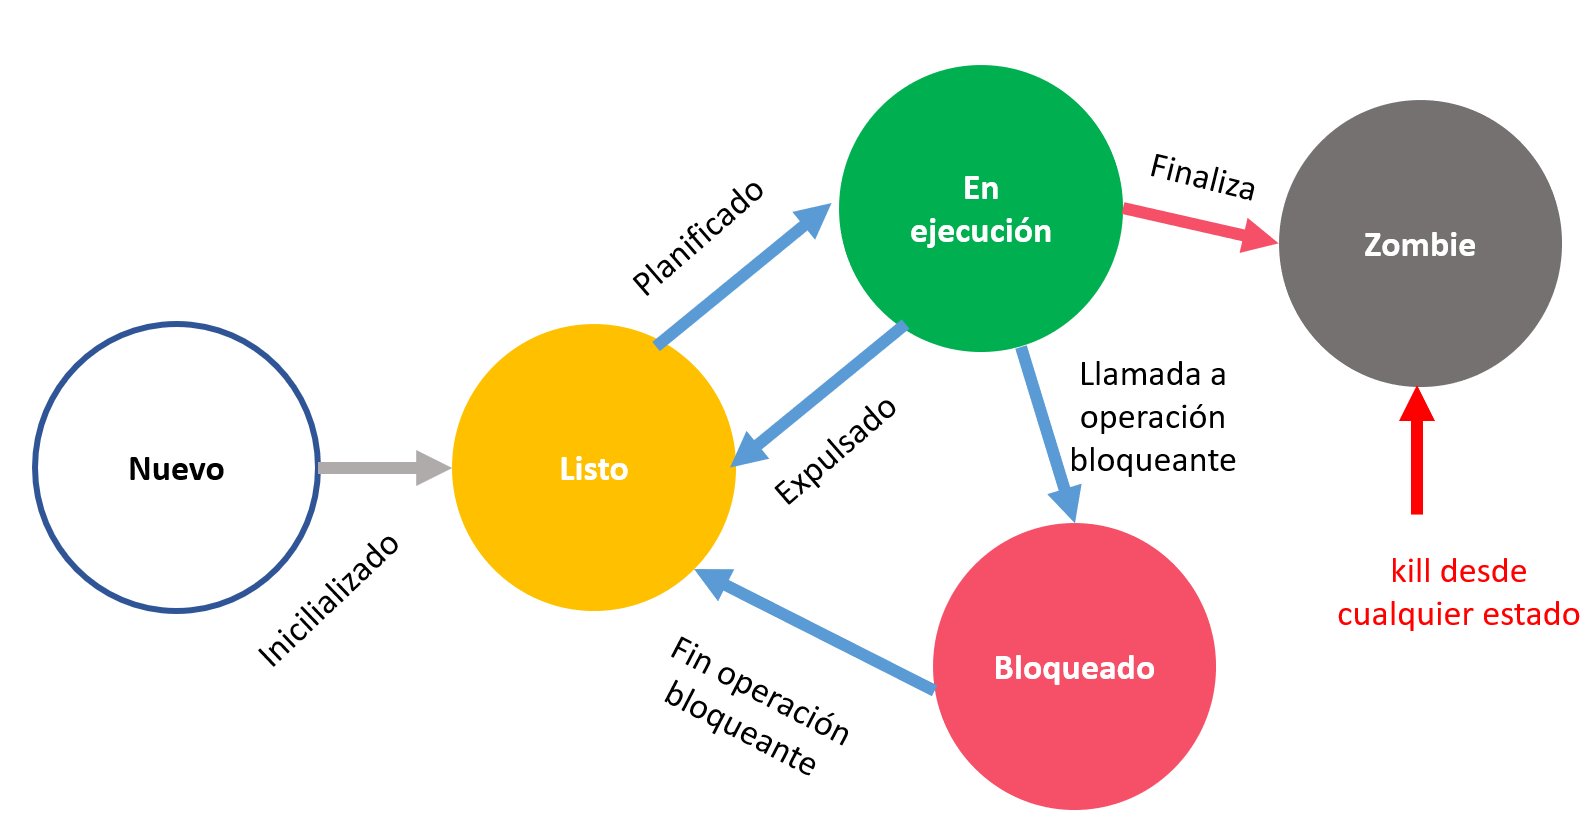 Nuevo
Inicilializado
Listo
Planificado
Expulsado
En
ejecución
Finaliza
Zombie
Llamada a
operación
bloqueante
Bloqueado
Fin operación
bloqueante
kill desde
cualquier estado